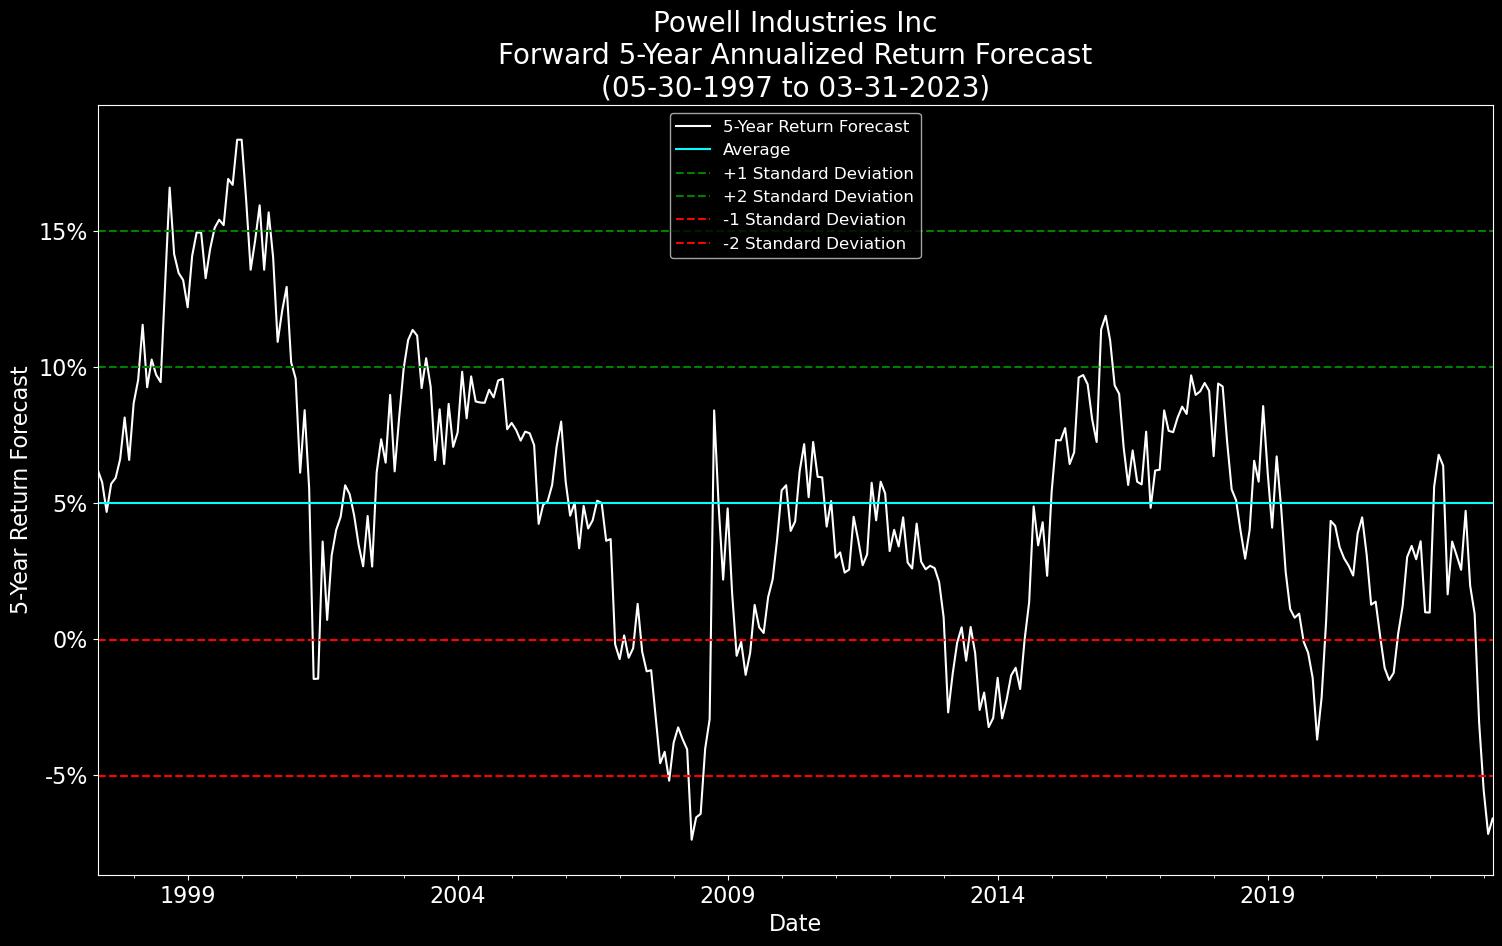 Powell Industries Inc
Forward 5-Year Annualized Return Forecast
(05-30-1997 to 03-31-2023)
5-Year Return Forecast
Average
+1 Standard Deviation
+2 Standard Deviation
-1 Standard Deviation
-2 Standard Deviation
5-Year Return Forecast
15%
10%
5%
0%
-5%
1999
2004
2009
2014
2019
Date